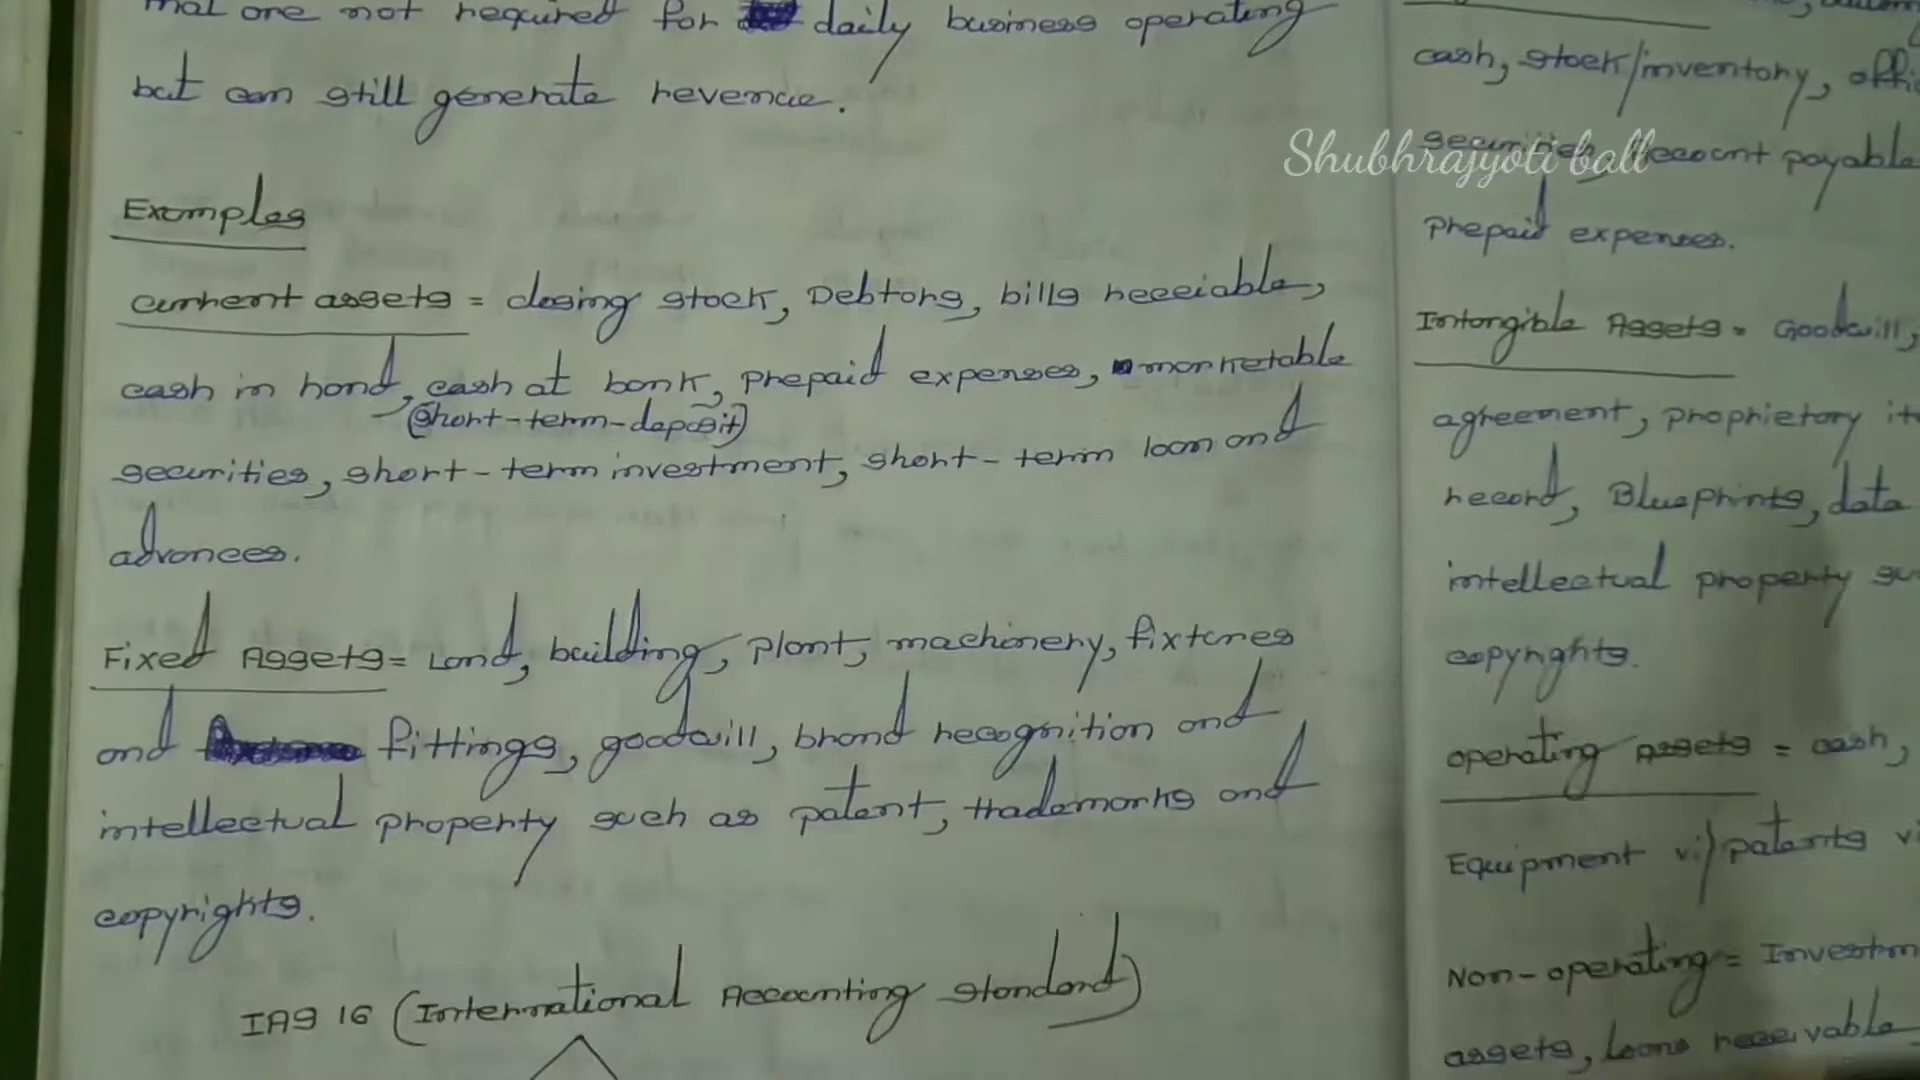 that are not required for daily business operating
but can still generate revenue.
Examples
current assets = closing stock, Debtors, bills receeiable,
cash in hand, cash at bank, prepaid expenses, marketable
(short-term-deposit)
securities, short-term investment, short-term loan and
advances.
Fixed Assets = Land, building, plant, machinery, fixtures
and fittings, goodwill, brand recognition and
intellectual property such as patent, trademarks and
copyrights.
IAS 16 (International Accounting Standard)
cash, stock/inventory,
securities, Account payable
prepaid expenses.
Intangible Assets = Goodwill,
agreement, proprietory
record, Blueprints, data
intellectual property
copyrights.
operating Assets = cash,
Equipment vi) patents
Non-operating =
assets, loans receivable
Shubhrajyoti ball